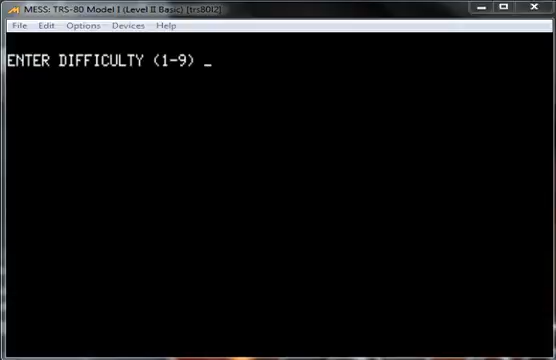 MESS: TRS-80 Model I (Level II Basic) [trs80l2]
File Edit Options Devices Help
ENTER DIFFICULTY (1-9) _